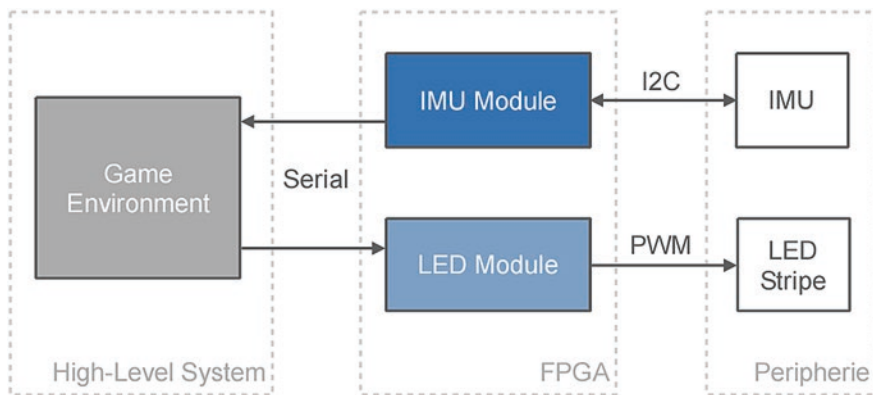 IMU Module
I2C
IMU
Game
Environment
Serial
LED Module
PWM
LED
Stripe
High-Level System
FPGA
Peripherie